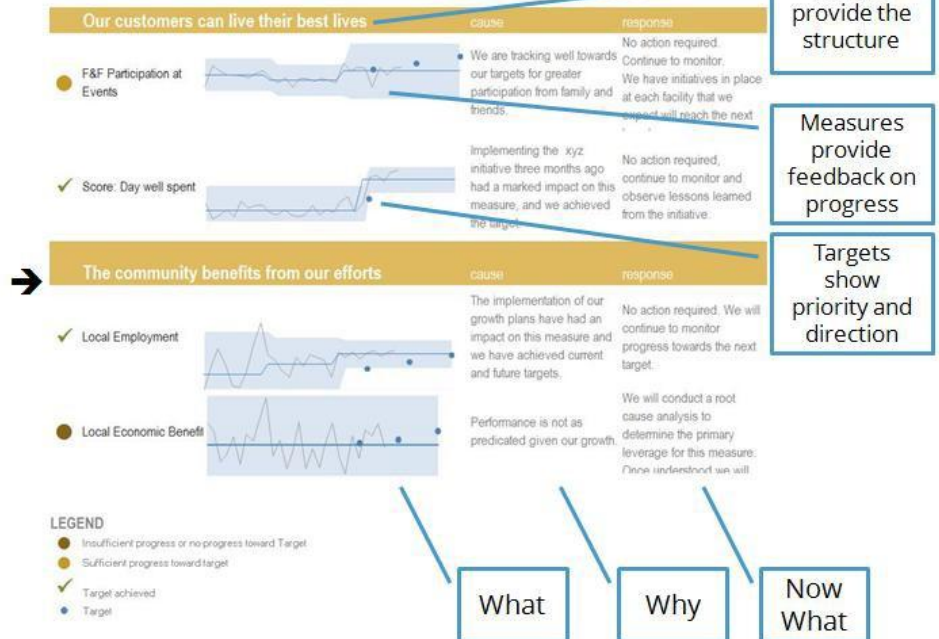 provide the
structure
Our customers can live their best lives
cause
response
F&F Participation at
Events
We are tracking well towards
our targets for greater
participation from family and
friends.
No action required.
Continue to monitor.
We have initiatives in place
at each facility that we
expect will reach the next
Measures
provide
feedback on
progress
Score: Day well spent
Implementing the xyz
initiative three months ago
had a marked impact on this
measure, and we achieved
the target.
No action required,
continue to monitor and
observe lessons learned
from the initiative.
Targets
show
priority and
direction
The community benefits from our efforts
cause
response
Local Employment
The implementation of our
growth plans have had an
impact on this measure and
we have achieved current
and future targets.
No action required. We will
continue to monitor
progress towards the next
target.
Local Economic Benefit
Performance is not as
predicated given our growth.
We will conduct a root
cause analysis to
determine the primary
leverage for this measure.
Once understood we will
LEGEND
Insufficient progress or no progress toward Target
Sufficient progress toward target
Target achieved
Target
What
Why
Now
What